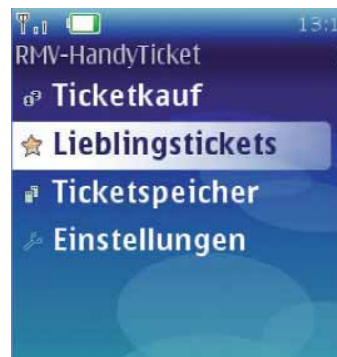 13:1
RMV-HandyTicket
Ticketkauf
Lieblingstickets
Ticketspeicher
Einstellungen